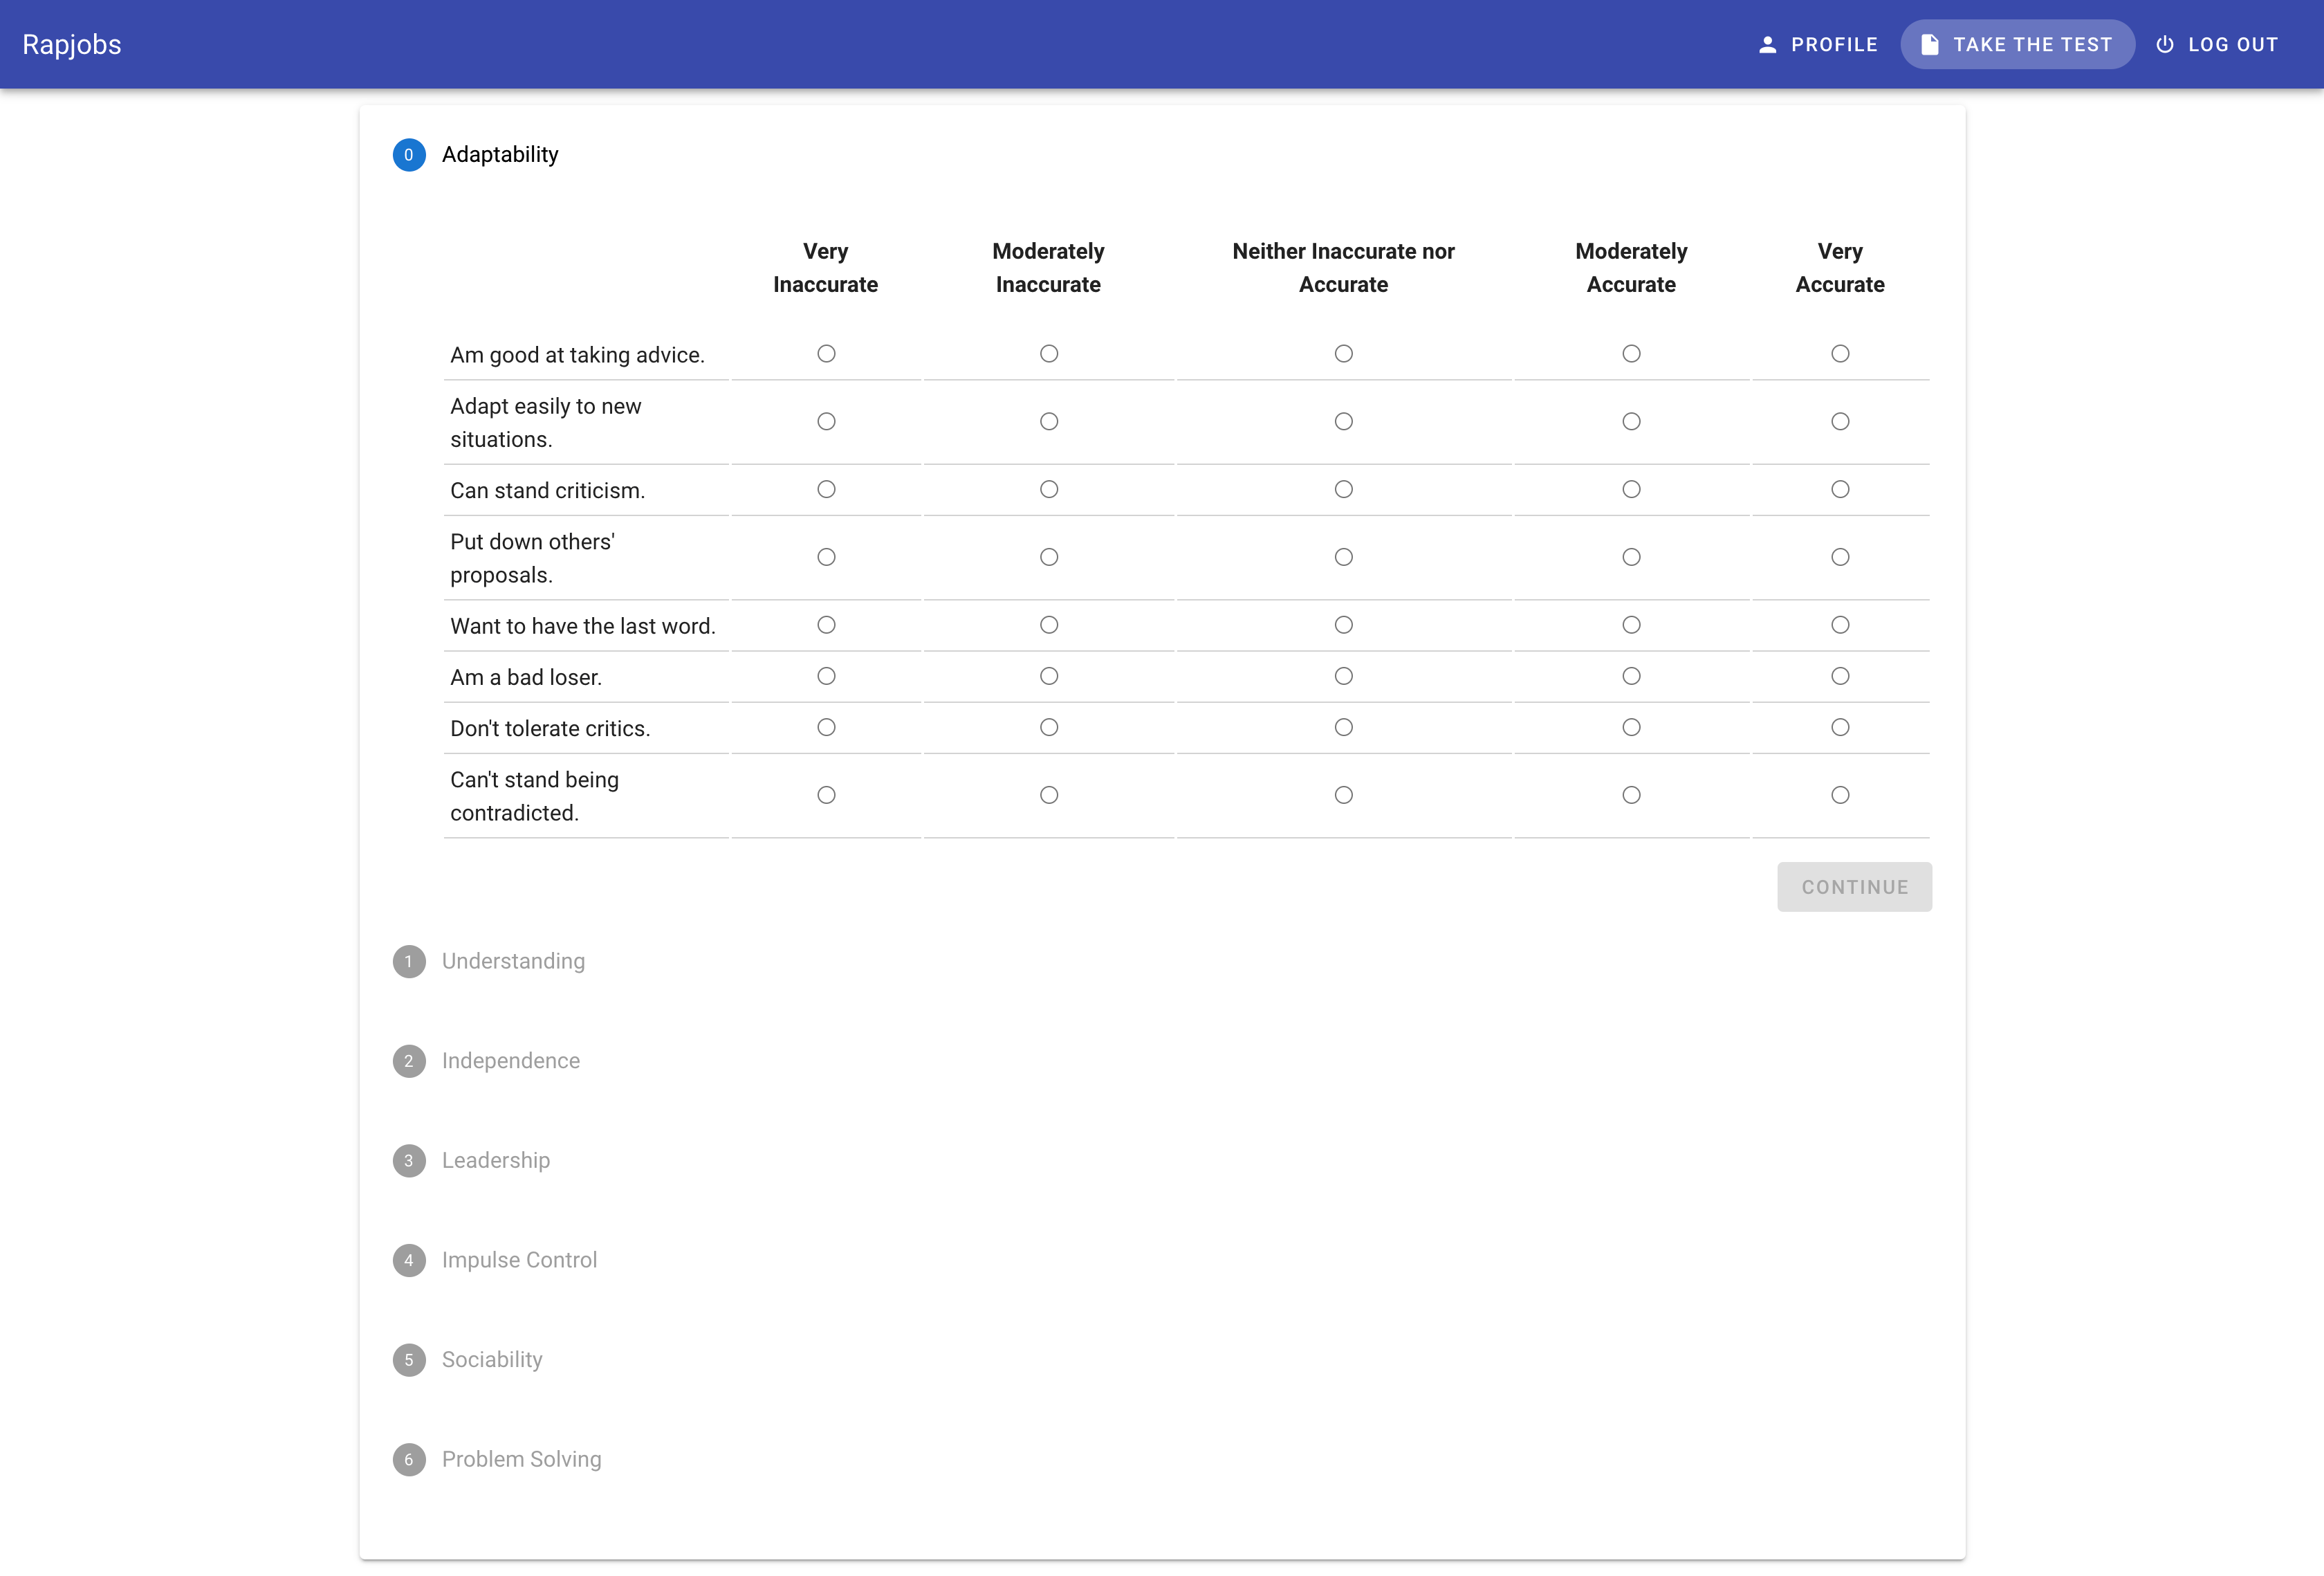 Rapjobs
PROFILE
TAKE THE TEST
LOG OUT
0
Adaptability
Very
Inaccurate
Moderately
Inaccurate
Neither Inaccurate nor
Accurate
Moderately
Accurate
Very
Accurate
Am good at taking advice.
Adapt easily to new
situations.
Can stand criticism.
Put down others'
proposals.
Want to have the last word.
Am a bad loser.
Don't tolerate critics.
Can't stand being
contradicted.
CONTINUE
1
Understanding
2
Independence
3
Leadership
4
Impulse Control
5
Sociability
6
Problem Solving